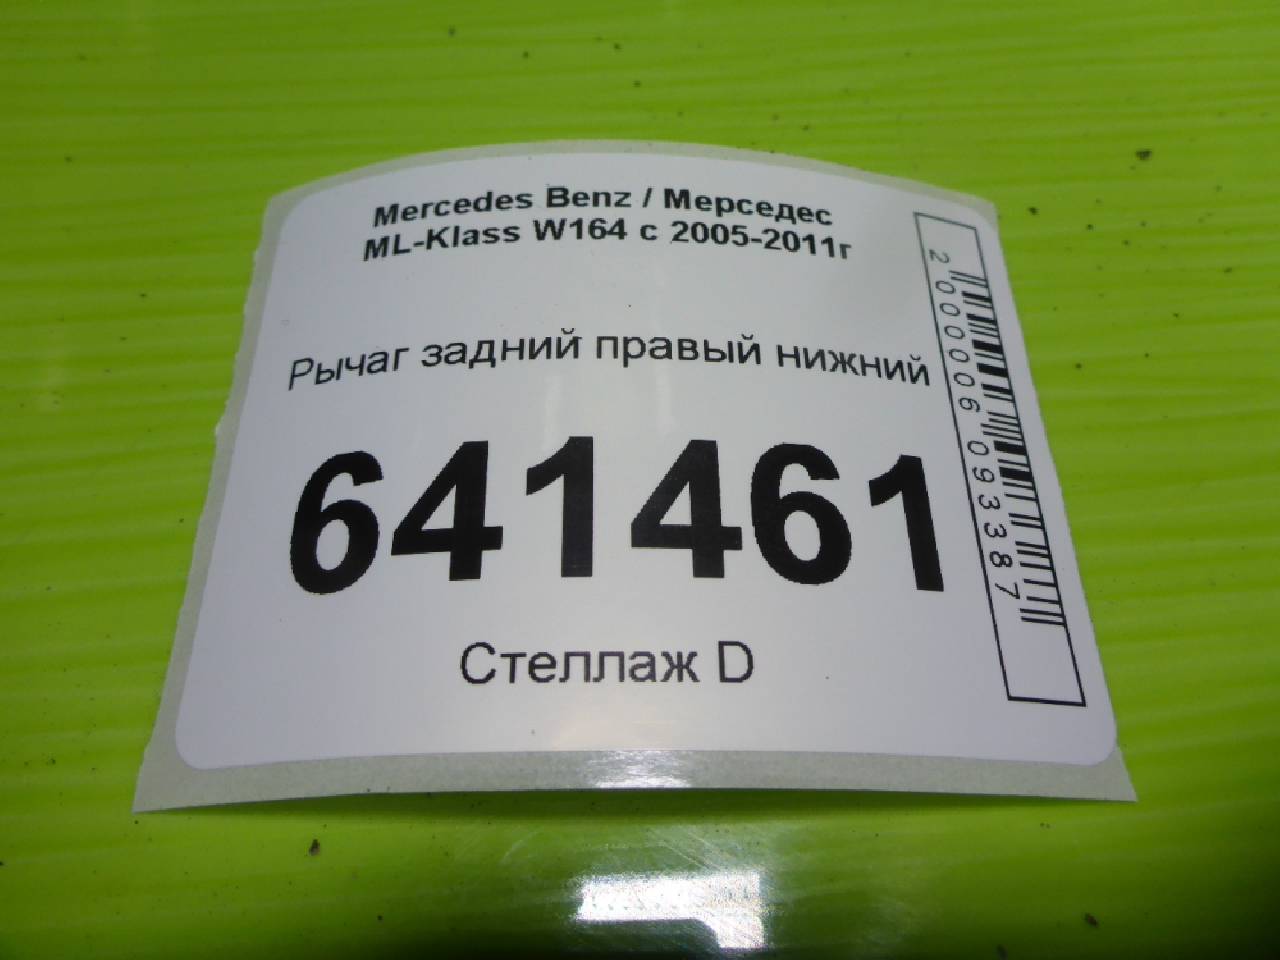 Mercedes Benz / Мерседес
ML-Klass W164 с 2005-2011г
Рычаг задний правый нижний
641461
Стеллаж D
2000006093387